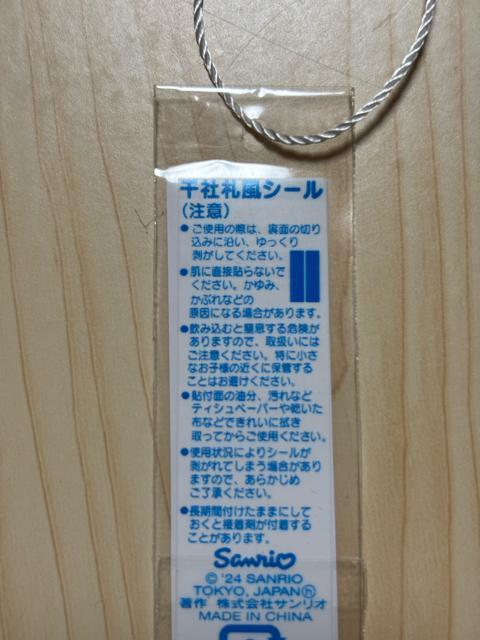 千社札風シール
(注意)
●ご使用の際は、裏面の切り
込みに沿い、ゆっくり
剥がしてください。
●肌に直接貼らないで
ください。かゆみ、
かぶれなどの
原因になる場合があります。
●飲み込むと窒息する危険が
ありますので、取扱いには
ご注意ください。特に小さ
なお子様の近くに保管する
ことはお避けください。
●貼付面の油分、汚れなど
ティシュペーパーや乾いた
布などできれいに拭き
取ってからご使用ください。
●使用状況によりシールが
剥がれてしまう場合があり
ますので、あらかじめ
ご了承ください。
●長期間付けたままにして
おくと接着剤が付着する
ことがあります。
Sanrio
© '24 SANRIO
TOKYO, JAPAN ⓗ
著作 株式会社サンリオ
MADE IN CHINA